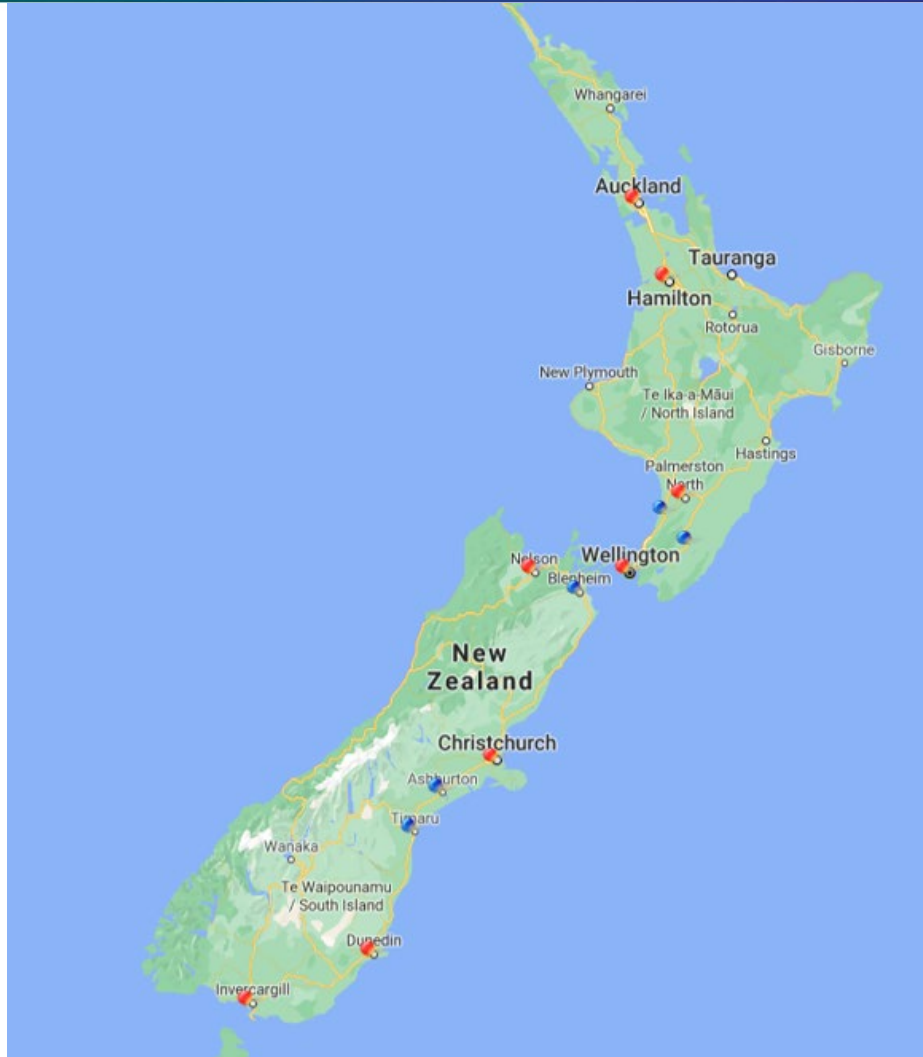 Whangarei
Auckland
Tauranga
Hamilton
Rotorua
Gisborne
New Plymouth
Te Ika-a-Māui
/ North Island
Hastings
Palmerston
North
Wellington
Nelson
Blenheim
New
Zealand
Christchurch
Ashburton
Timaru
Wānaka
Te Waipounamu
/ South Island
Dunedin
Invercargill